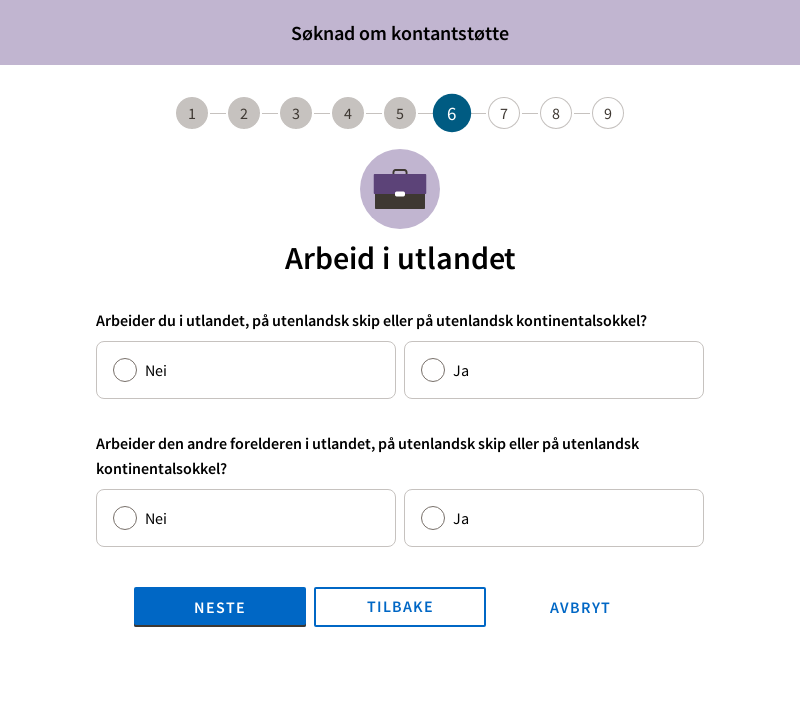 Søknad om kontantstøtte
1 2 3 4 5 6 7 8 9
Arbeid i utlandet
Arbeider du i utlandet, på utenlandsk skip eller på utenlandsk kontinentalsokkel?
Nei Ja
Arbeider den andre forelderen i utlandet, på utenlandsk skip eller på utenlandsk
kontinentalsokkel?
Nei Ja
NESTE TILBAKE AVBRYT